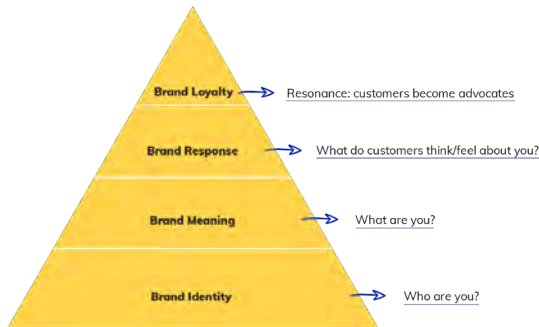 Brand Loyalty
Resonance: customers become advocates
Brand Response
What do customers think/feel about you?
Brand Meaning
What are you?
Brand Identity
Who are you?